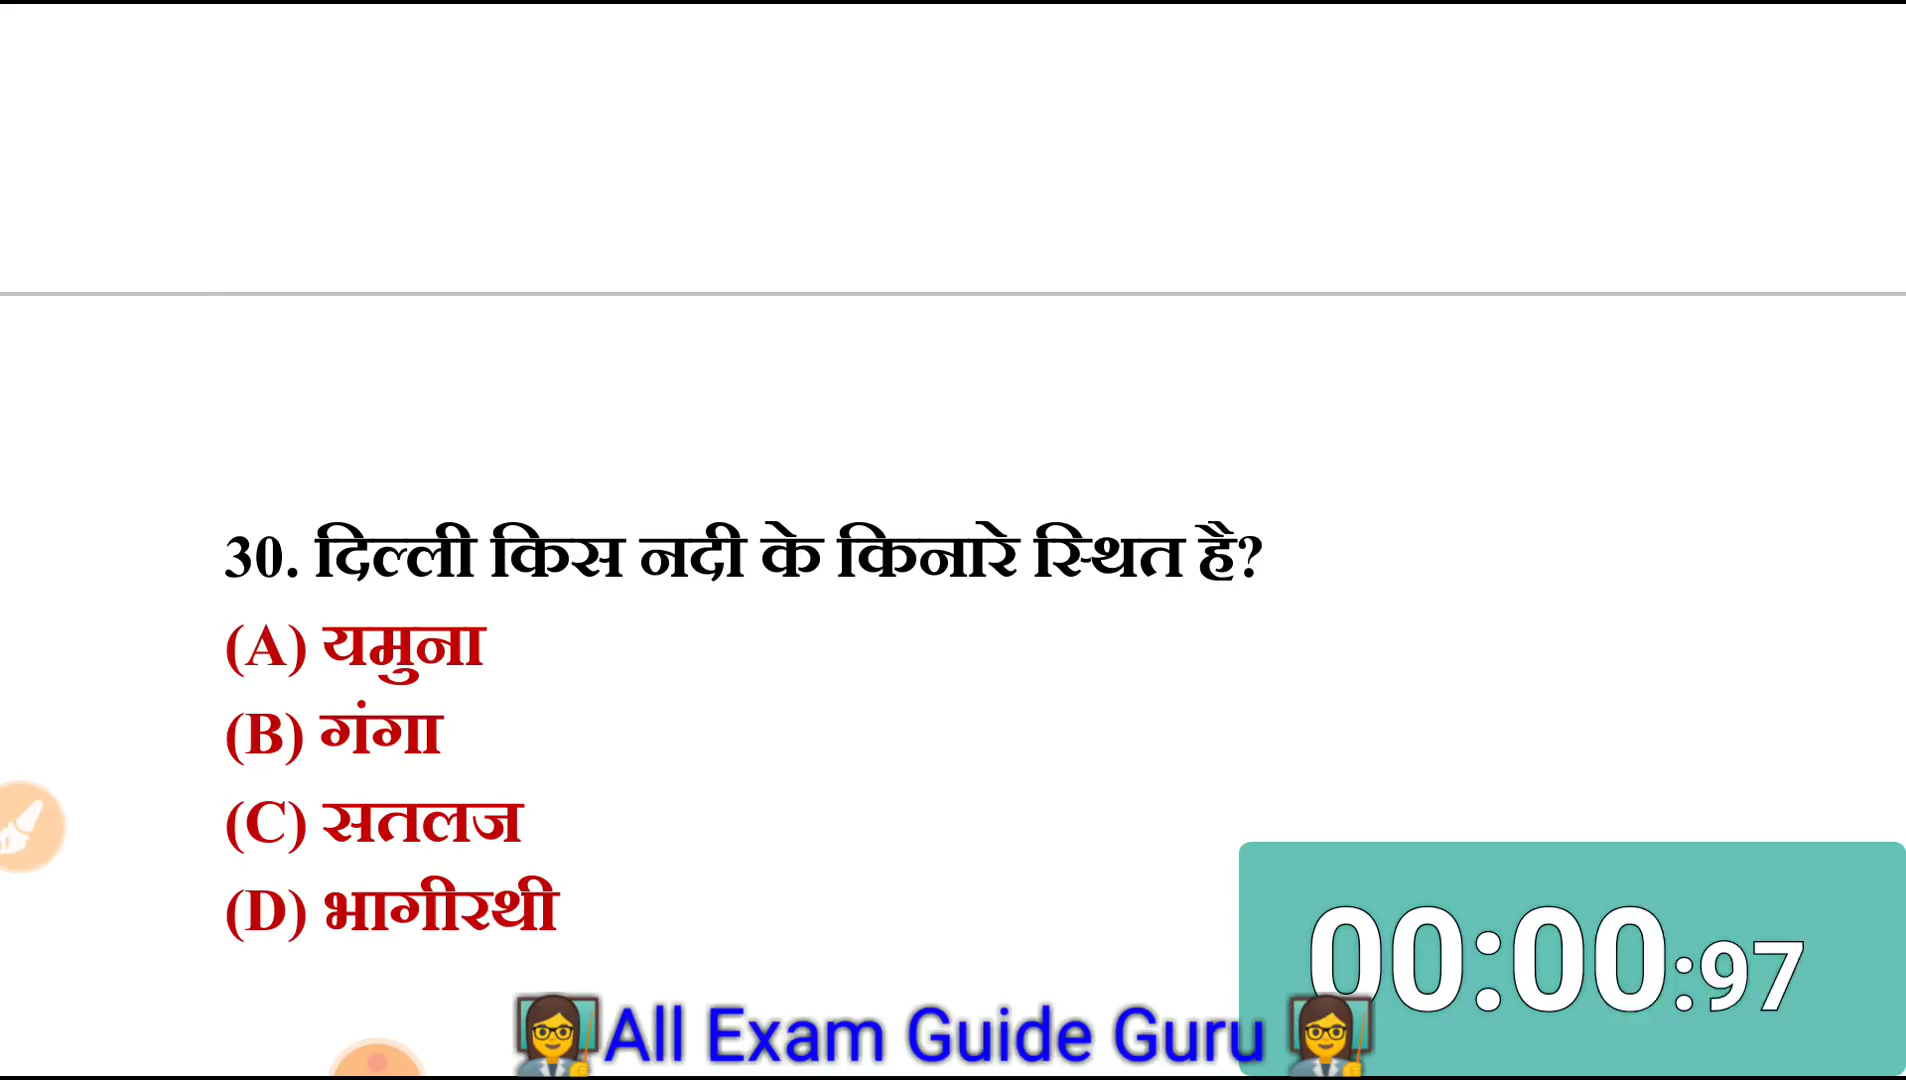 30. दिल्ली किस नदी के किनारे स्थित है?
(A) यमुना
(B) गंगा
(C) सतलज
(D) भागीरथी
00:00:97
All Exam Guide Guru